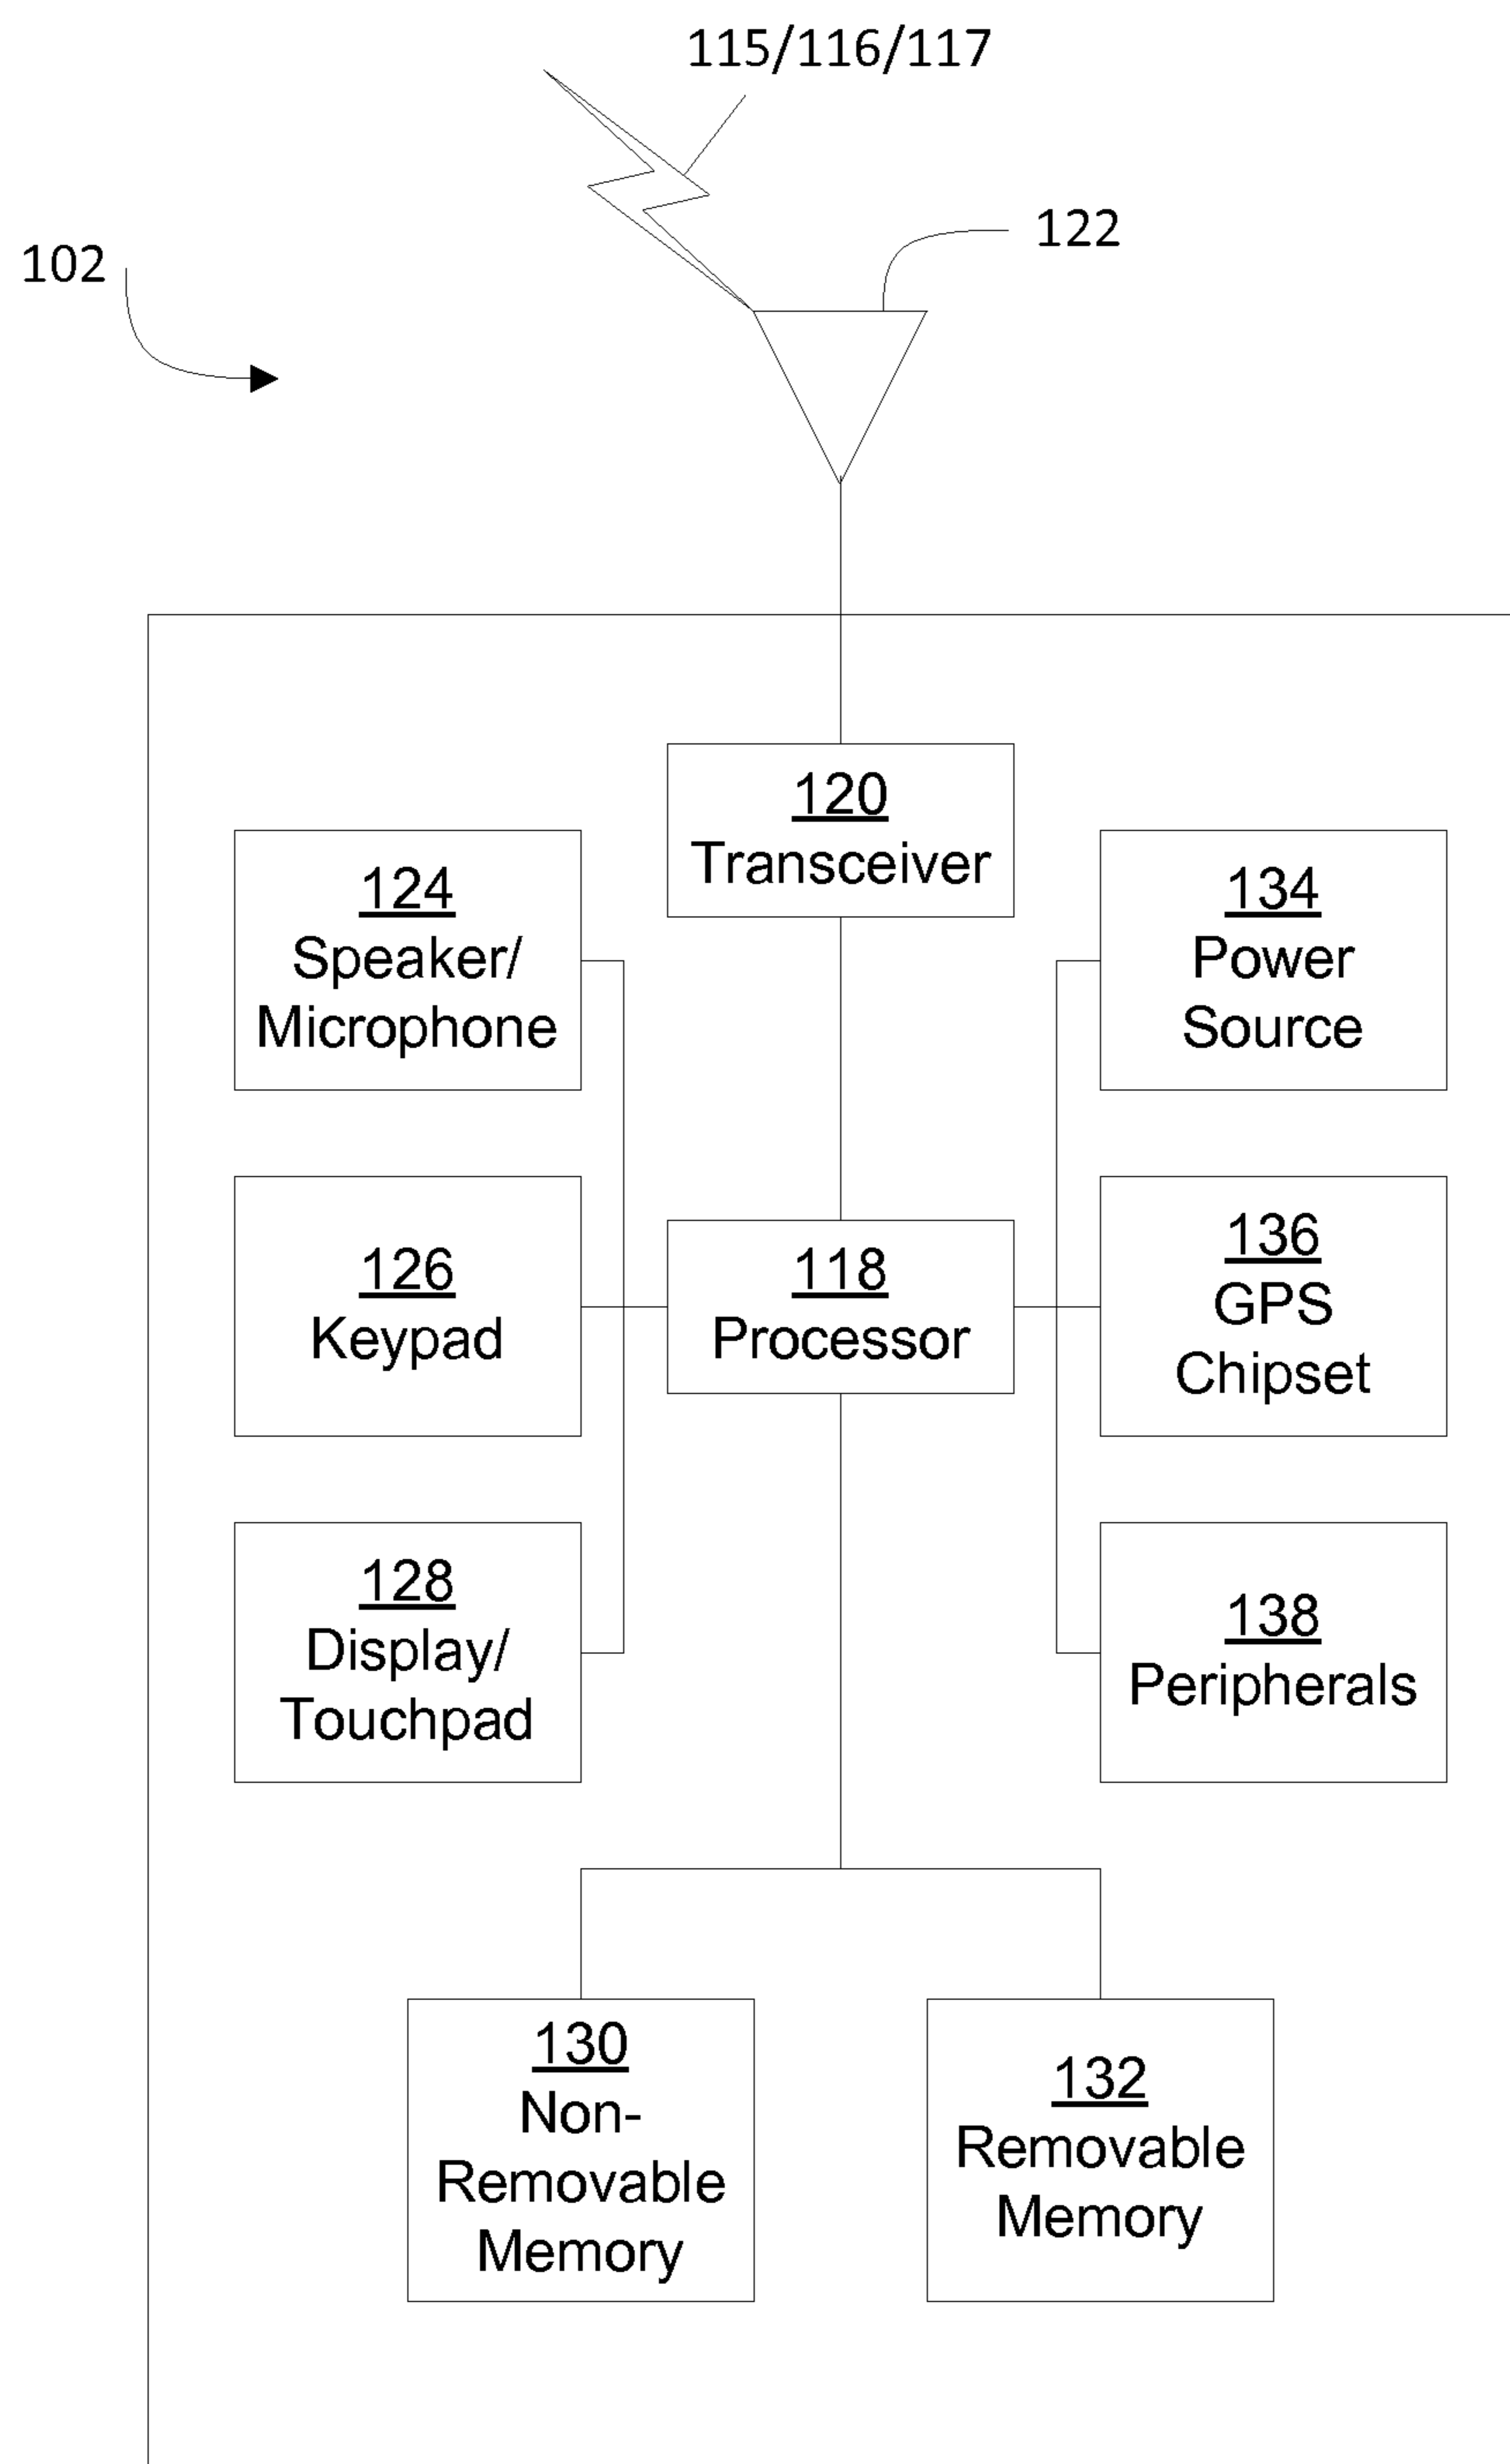 115/116/117
122
102
120
Transceiver
124
Speaker/
Microphone
134
Power
Source
126
Keypad
118
Processor
136
GPS
Chipset
128
Display/
Touchpad
138
Peripherals
130
Non-
Removable
Memory
132
Removable
Memory